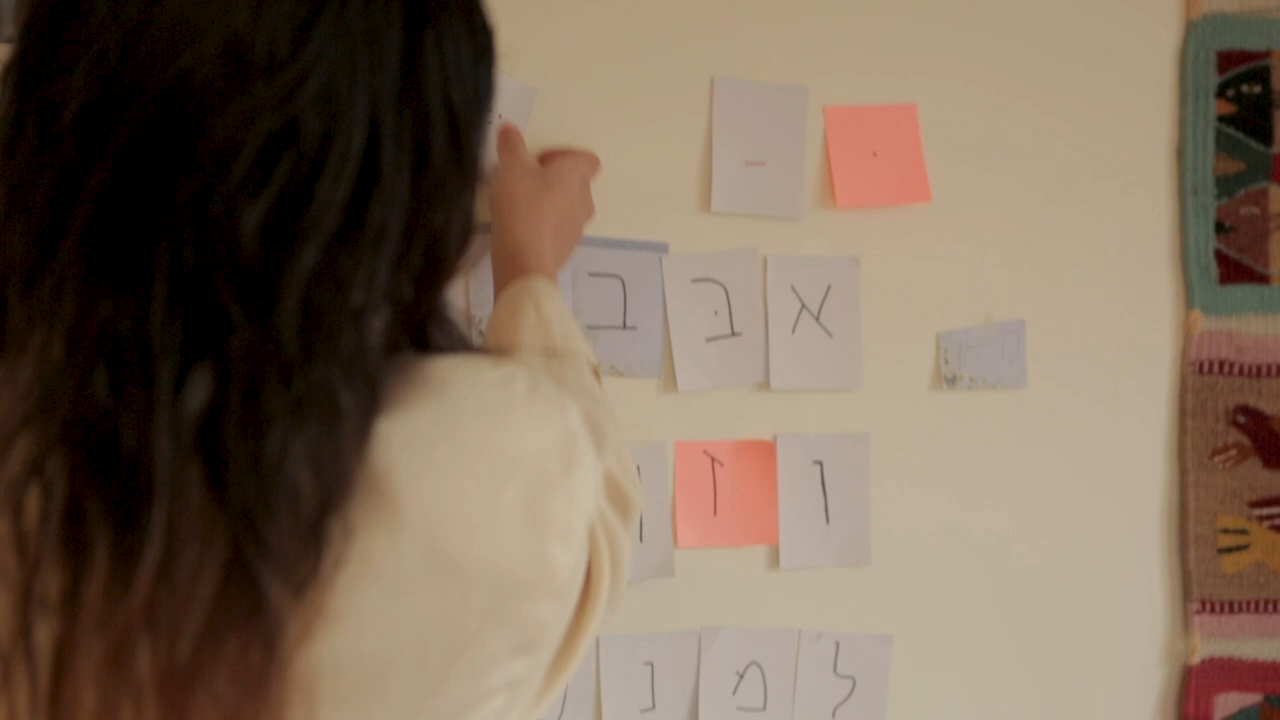 א בּ ב
ו ז
ל מ נ